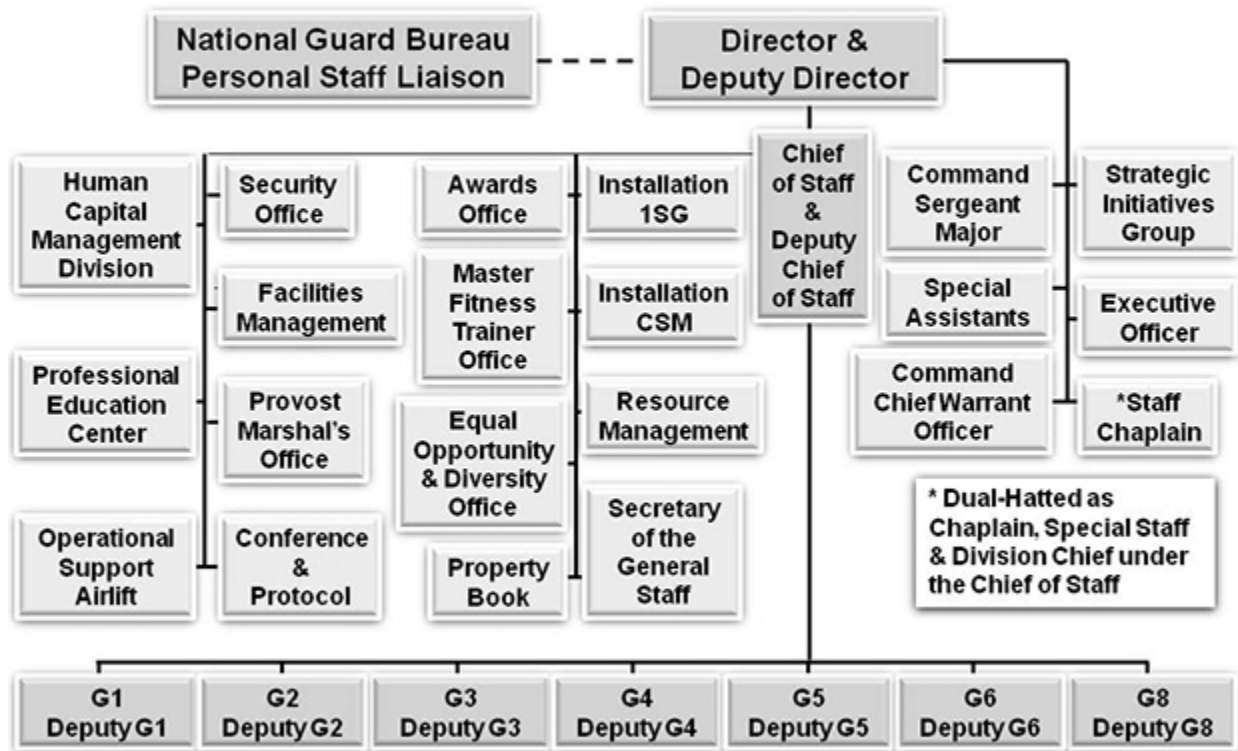 National Guard Bureau
Personal Staff Liaison
Director &
Deputy Director
Human
Capital
Management
Division
Security
Office
Awards
Office
Installation
1SG
Chief
of Staff
&
Deputy
Chief
of Staff
Command
Sergeant
Major
Strategic
Initiatives
Group
Facilities
Management
Master
Fitness
Trainer
Office
Installation
CSM
Special
Assistants
Executive
Officer
Professional
Education
Center
Provost
Marshal's
Office
Equal
Opportunity
& Diversity
Office
Resource
Management
Command
Chief Warrant
Officer
*Staff
Chaplain
Operational
Support
Airlift
Conference
&
Protocol
Property
Book
Secretary
of the
General
Staff
* Dual-Hatted as
Chaplain, Special Staff
& Division Chief under
the Chief of Staff
G1
Deputy G1
G2
Deputy G2
G3
Deputy G3
G4
Deputy G4
G5
Deputy G5
G6
Deputy G6
G8
Deputy G8